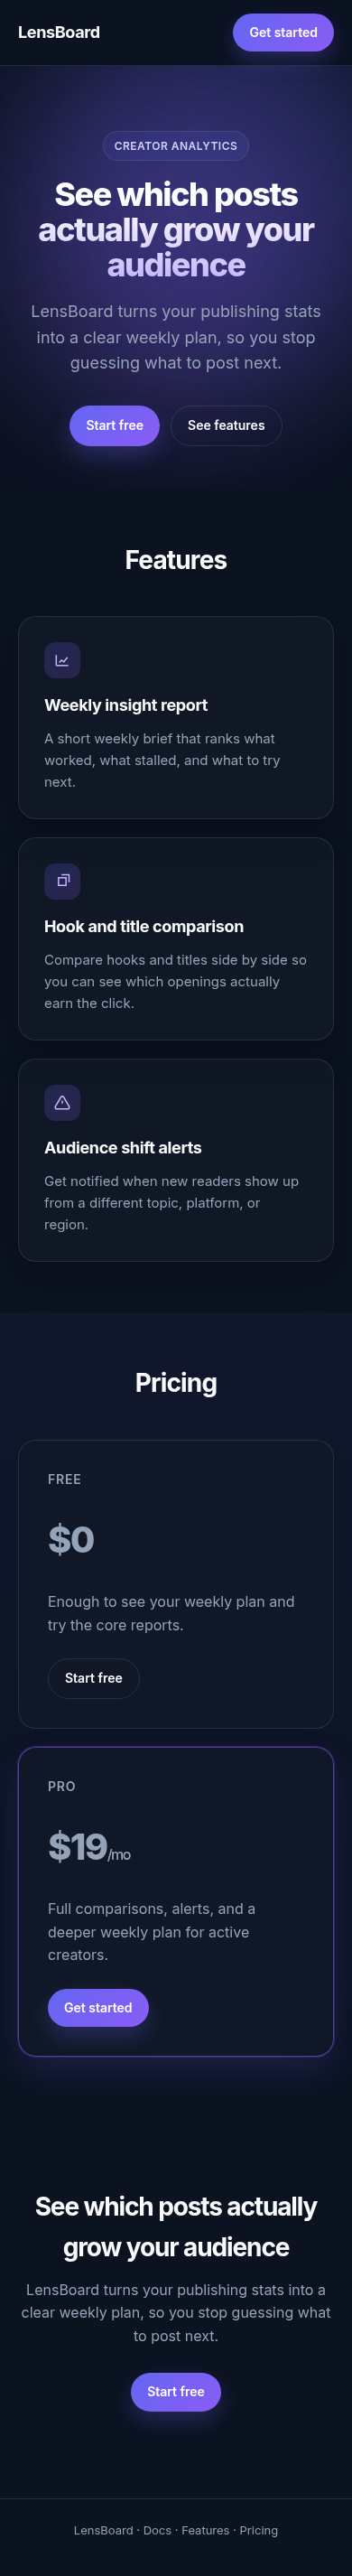 LensBoard
Get started
CREATOR ANALYTICS
See which posts
actually grow your
audience
LensBoard turns your publishing stats
into a clear weekly plan, so you stop
guessing what to post next.
Start free
See features
Features
Weekly insight report
A short weekly brief that ranks what
worked, what stalled, and what to try
next.
Hook and title comparison
Compare hooks and titles side by side so
you can see which openings actually
earn the click.
Audience shift alerts
Get notified when new readers show up
from a different topic, platform, or
region.
Pricing
FREE
$0
Enough to see your weekly plan and
try the core reports.
Start free
PRO
$19/mo
Full comparisons, alerts, and a
deeper weekly plan for active
creators.
Get started
See which posts actually
grow your audience
LensBoard turns your publishing stats into a
clear weekly plan, so you stop guessing what
to post next.
Start free
LensBoard · Docs · Features · Pricing